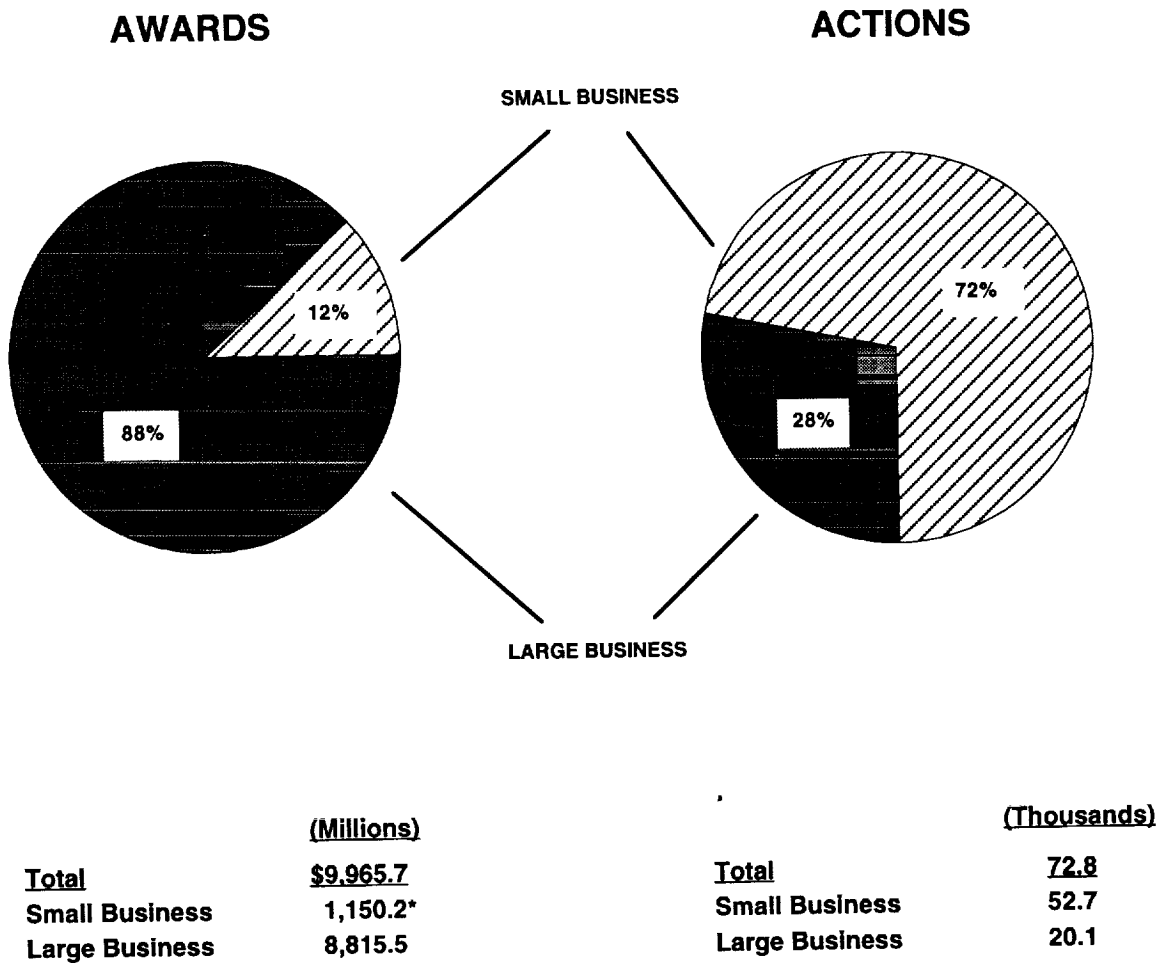 AWARDS
ACTIONS
SMALL BUSINESS
12%
72%
88%
28%
LARGE BUSINESS
(Millions)
Total $9,965.7
Small Business 1,150.2*
Large Business 8,815.5
(Thousands)
Total 72.8
Small Business 52.7
Large Business 20.1